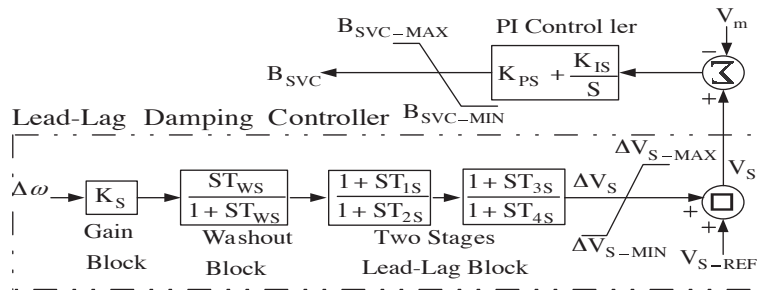 V_m
B_SVC-MAX PI Control ler
B_SVC K_PS + K_IS/S − Σ
B_SVC-MIN +
Lead-Lag Damping Controller
ΔV_S-MAX V_S
Δω K_S ST_WS/1 + ST_WS 1 + ST_1S/1 + ST_2S 1 + ST_3S/1 + ST_4S ΔV_S + +
ΔV_S-MIN
Gain Washout Two Stages V_S-REF
Block Block Lead-Lag Block